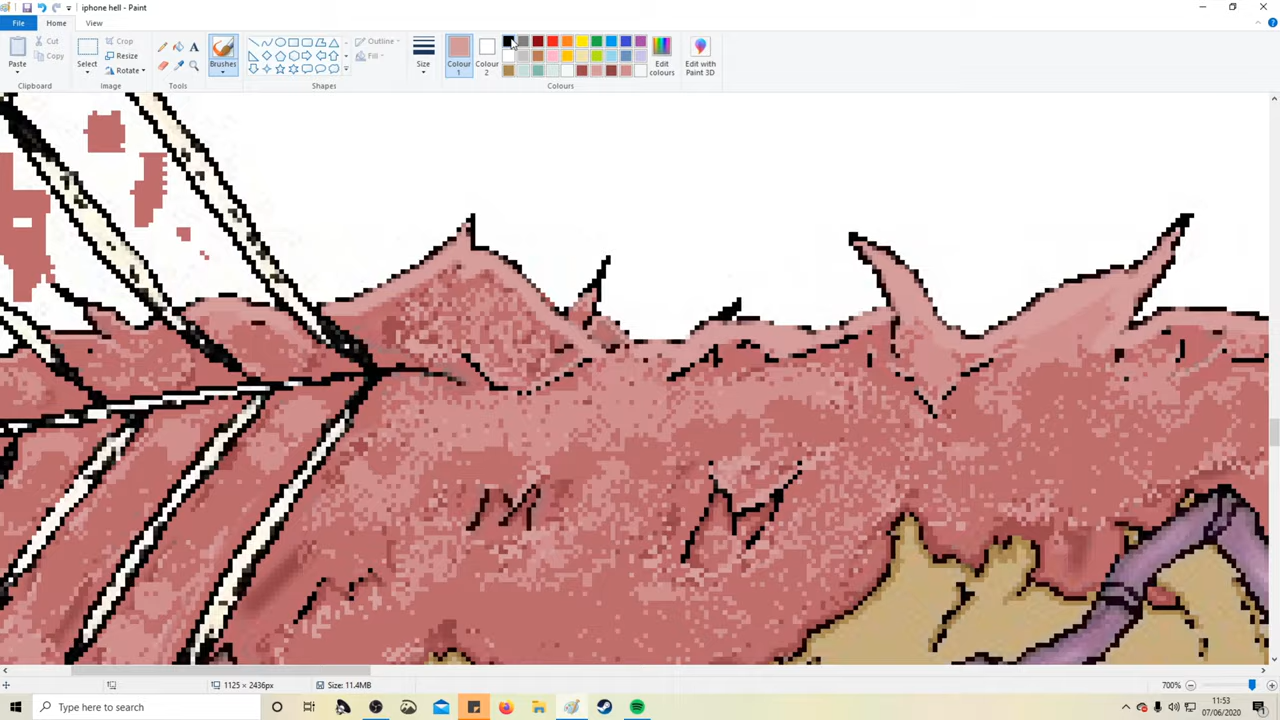 iphone hell - Paint
File Home View
Paste Cut Copy
Clipboard
Select Crop Resize Rotate
Image
A
Tools
Brushes
Outline Fill
Shapes
Size
Colour 1
Colour 2
Edit colours
Colours
Edit with Paint 3D
1125 × 2436px Size: 11.4MB 700%
Type here to search
11:53
07/06/2020